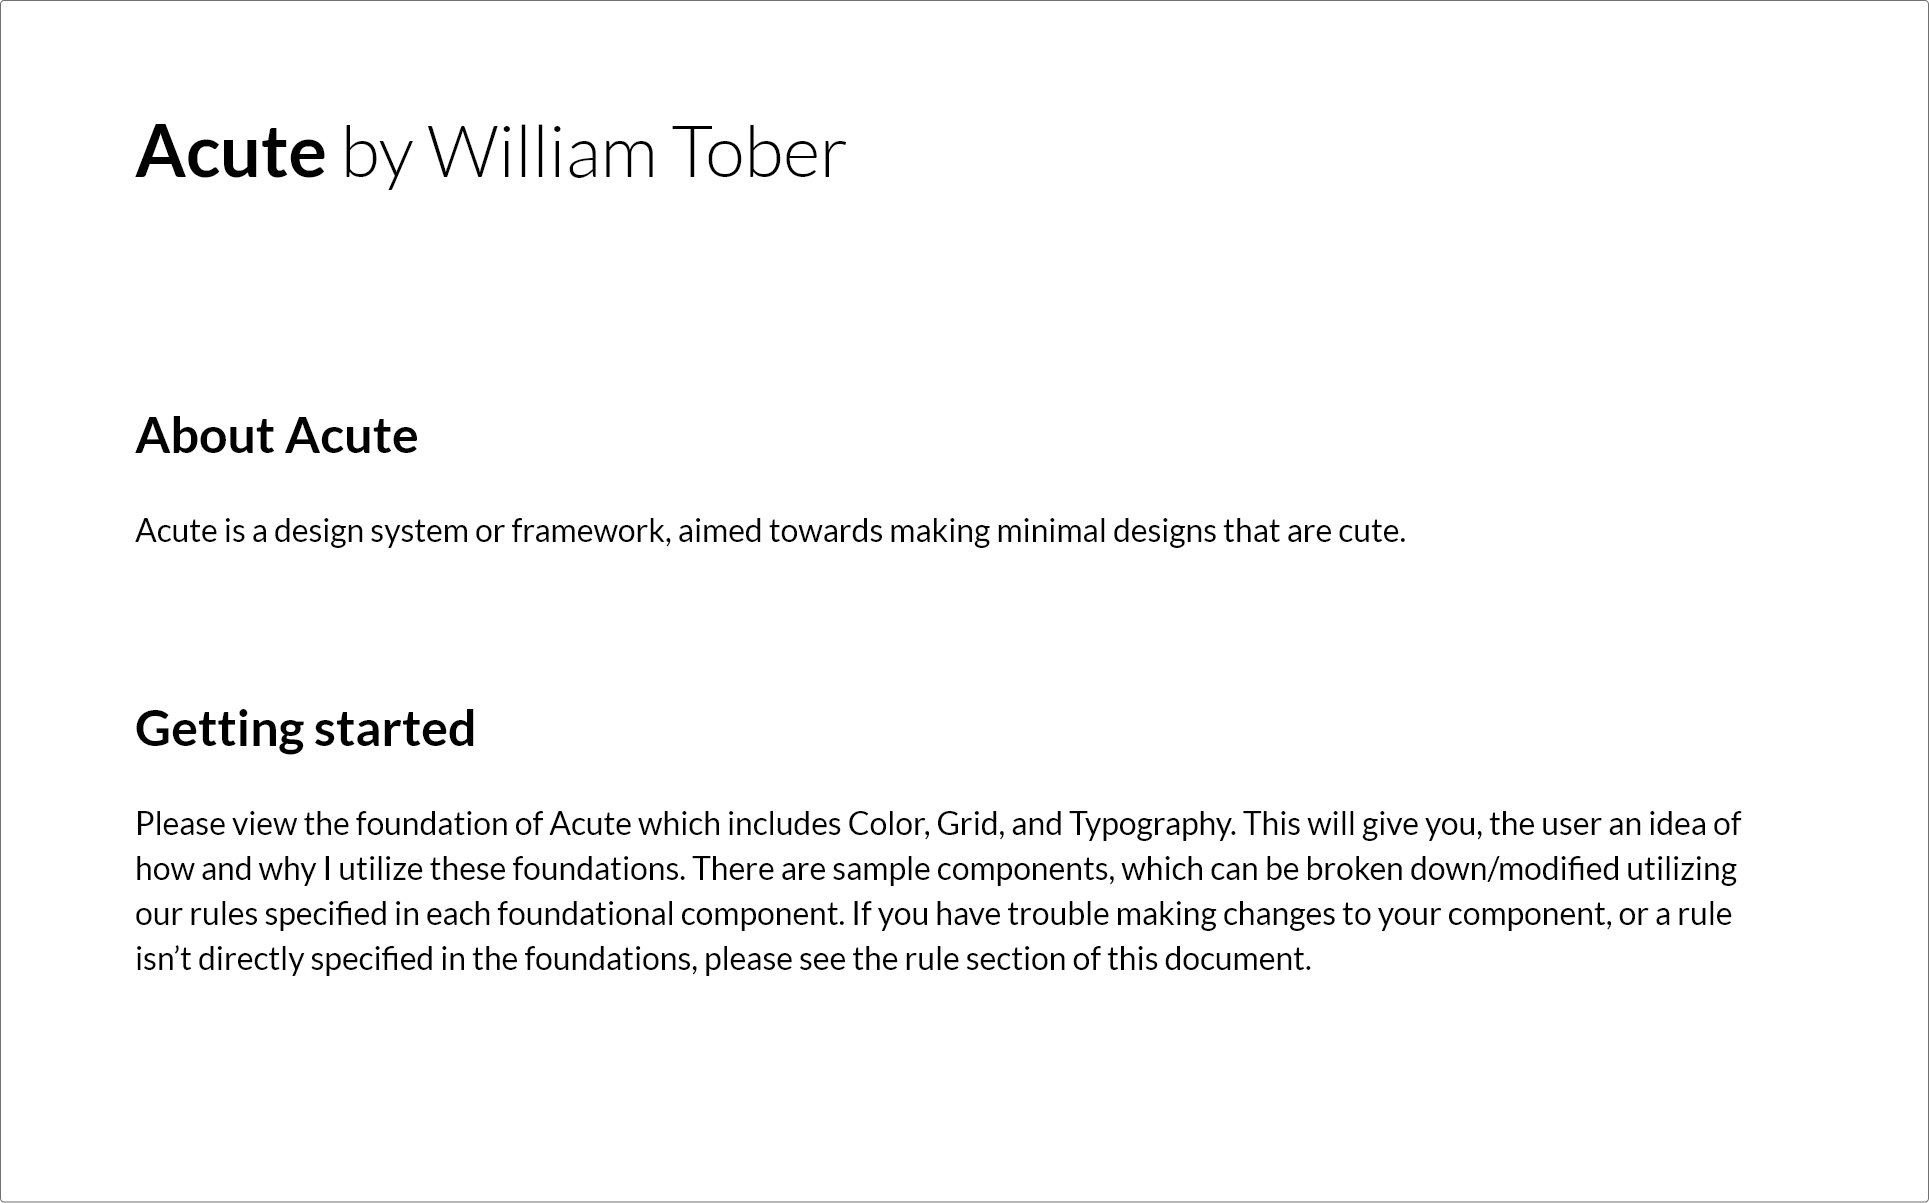 Acute by William Tober
About Acute
Acute is a design system or framework, aimed towards making minimal designs that are cute.
Getting started
Please view the foundation of Acute which includes Color, Grid, and Typography. This will give you, the user an idea of
how and why I utilize these foundations. There are sample components, which can be broken down/modified utilizing
our rules specified in each foundational component. If you have trouble making changes to your component, or a rule
isn’t directly specified in the foundations, please see the rule section of this document.